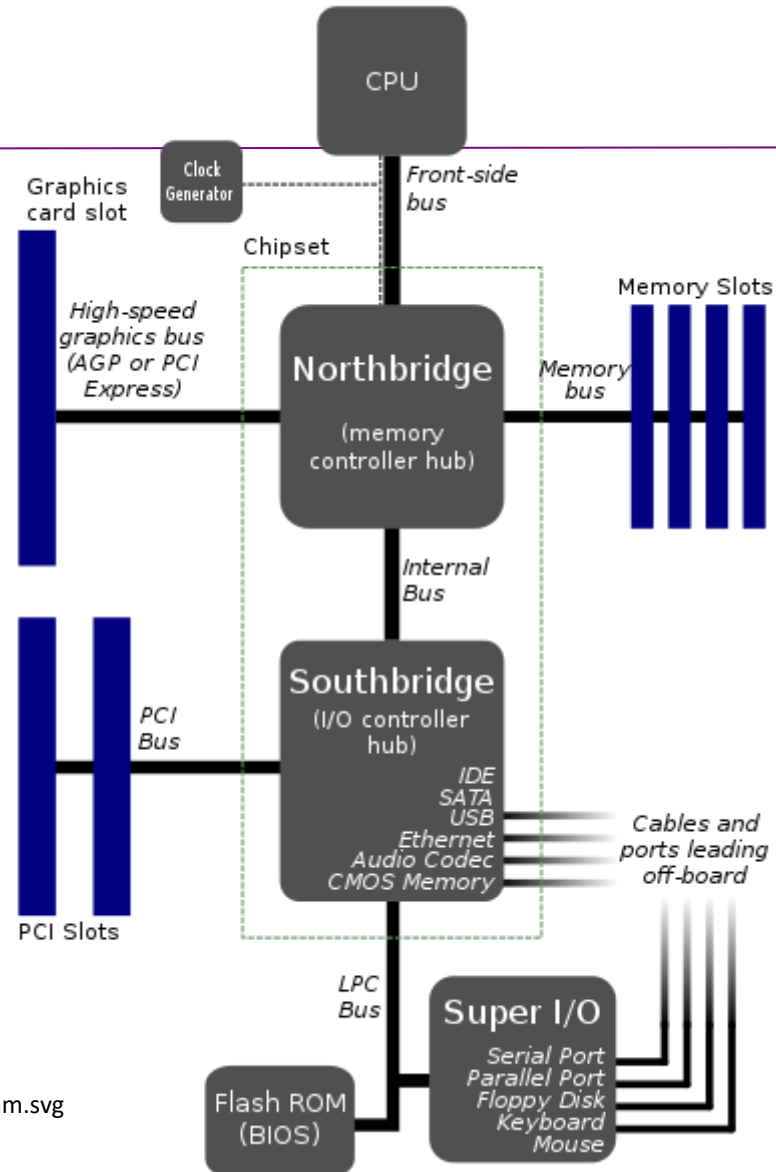 CPU
Clock
Generator
Front-side
bus
Graphics
card slot
Chipset
High-speed
graphics bus
(AGP or PCI
Express)
Memory Slots
Northbridge
(memory
controller hub)
Memory
bus
Internal
Bus
Southbridge
(I/O controller
hub)
IDE
SATA
USB
Ethernet
Audio Codec
CMOS Memory
PCI
Bus
PCI Slots
Cables and
ports leading
off-board
LPC
Bus
Super I/O
Serial Port
Parallel Port
Floppy Disk
Keyboard
Mouse
Flash ROM
(BIOS)
m.svg